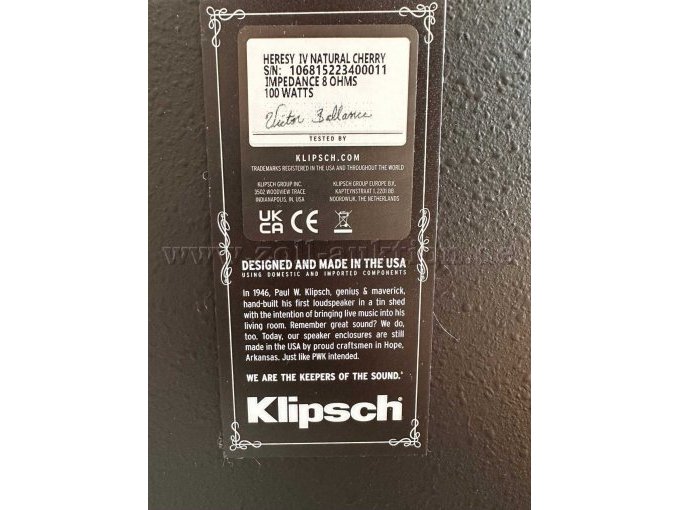 HERESY IV NATURAL CHERRY
S/N: 106815223400011
IMPEDANCE 8 OHMS
100 WATTS
Victor Ballance
TESTED BY
KLIPSCH.COM
TRADEMARKS REGISTERED IN THE USA AND THROUGHOUT THE WORLD
KLIPSCH GROUP INC.
3502 WOODVIEW TRACE
INDIANAPOLIS, IN. USA
KLIPSCH GROUP EUROPE B.V.
KAPTEYNSTRAAT 1, 2201 BB
NOORDWIJK, THE NETHERLANDS
UK
CA CE
www.zoll-auktion.de
DESIGNED AND MADE IN THE USA
USING DOMESTIC AND IMPORTED COMPONENTS
In 1946, Paul W. Klipsch, genius & maverick,
hand-built his first loudspeaker in a tin shed
with the intention of bringing live music into his
living room. Remember great sound? We do,
too. Today, our speaker enclosures are still
made in the USA by proud craftsmen in Hope,
Arkansas. Just like PWK intended.
WE ARE THE KEEPERS OF THE SOUND.
Klipsch®